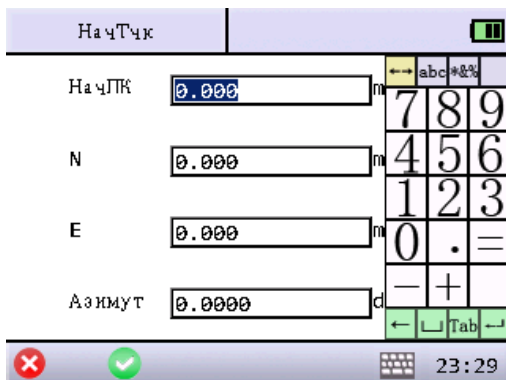 НачТчк
НачПК 0.000 m
N 0.000 m
E 0.000 m
Азимут 0.0000 d
←→ abc *&%
7 8 9
4 5 6
1 2 3
0 . =
- +
← Tab ↵
23:29